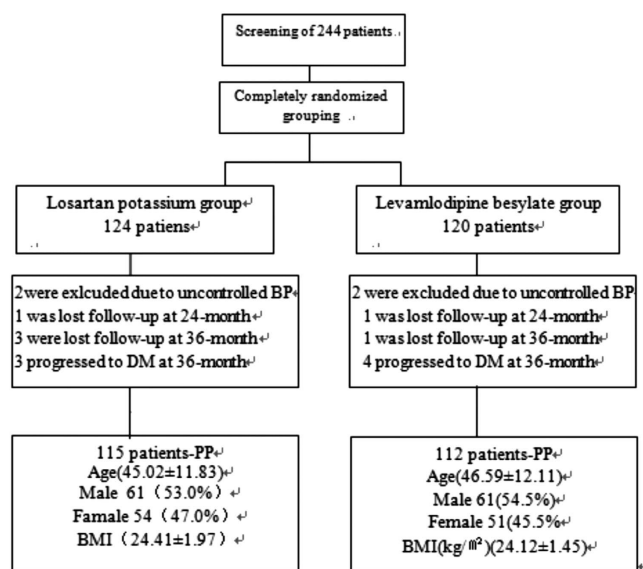 Screening of 244 patients
Completely randomized
grouping
Losartan potassium group
124 patiens
Levamlodipine besylate group
120 patients
2 were exlcuded due to uncontrolled BP
1 was lost follow-up at 24-month
3 were lost follow-up at 36-month
3 progressed to DM at 36-month
2 were excluded due to uncontrolled BP
1 was lost follow-up at 24-month
1 was lost follow-up at 36-month
4 progressed to DM at 36-month
115 patients-PP
Age(45.02±11.83)
Male 61（53.0%）
Famale 54（47.0%）
BMI（24.41±1.97）
112 patients-PP
Age(46.59±12.11)
Male 61(54.5%)
Female 51(45.5%
BMI(kg/㎡)(24.12±1.45)